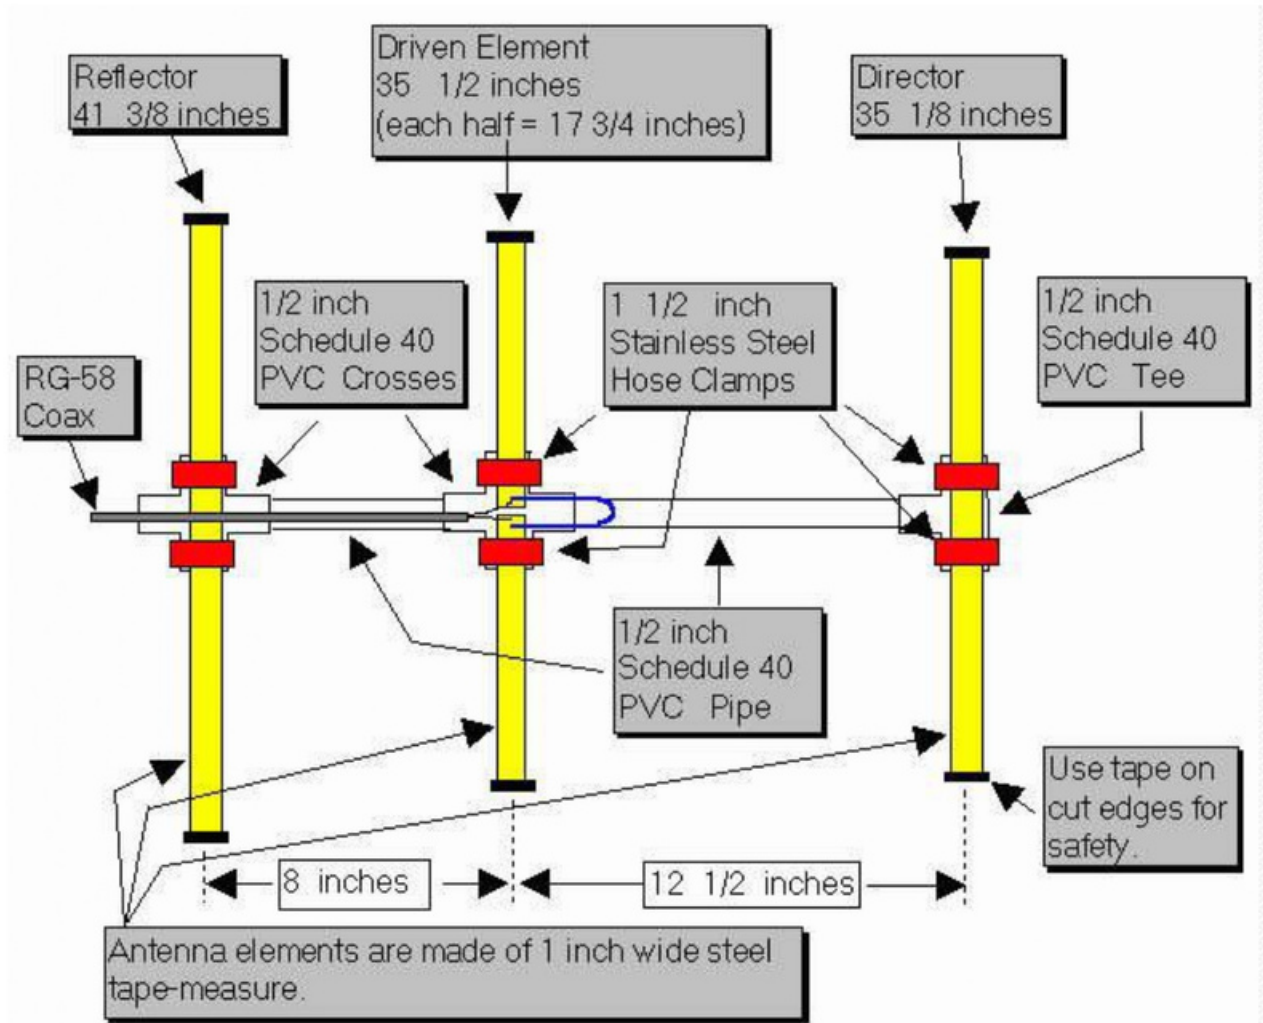 Reflector
41 3/8 inches
Driven Element
35 1/2 inches
(each half = 17 3/4 inches)
Director
35 1/8 inches
RG-58
Coax
1/2 inch
Schedule 40
PVC Crosses
1 1/2 inch
Stainless Steel
Hose Clamps
1/2 inch
Schedule 40
PVC Tee
1/2 inch
Schedule 40
PVC Pipe
Use tape on
cut edges for
safety.
8 inches
12 1/2 inches
Antenna elements are made of 1 inch wide steel
tape-measure.